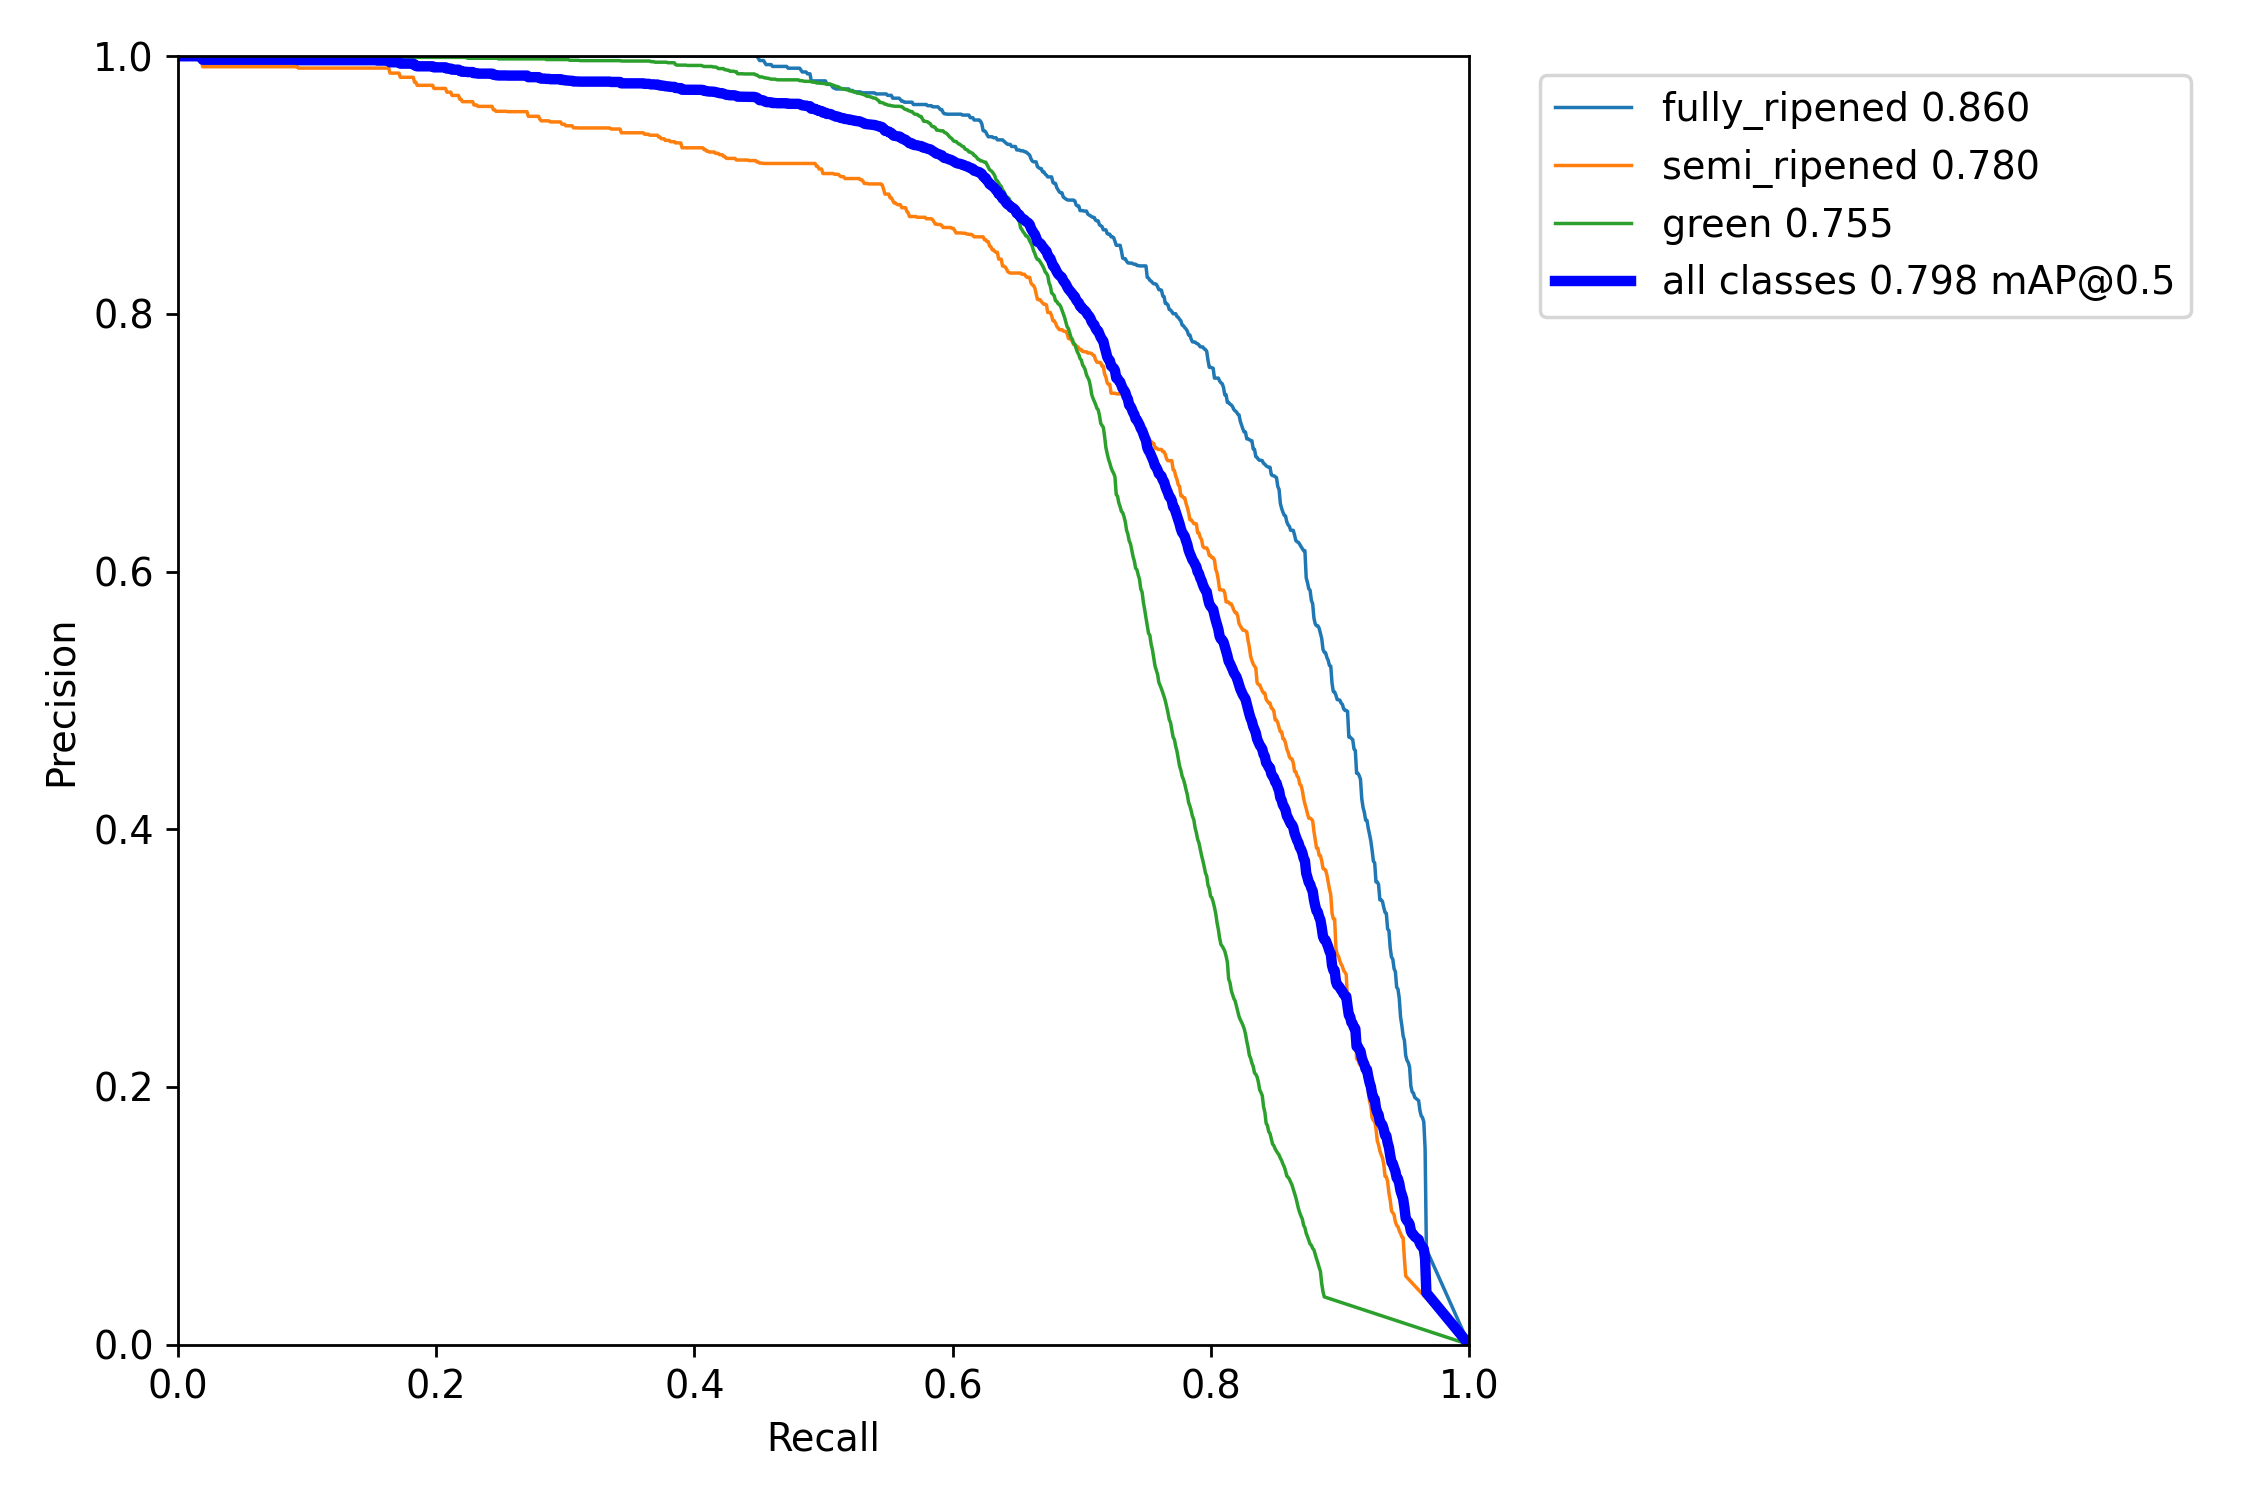 1.0
0.8
0.6
0.4
0.2
0.0
Precision
0.0 0.2 0.4 0.6 0.8 1.0
Recall
fully_ripened 0.860
semi_ripened 0.780
green 0.755
all classes 0.798 mAP@0.5